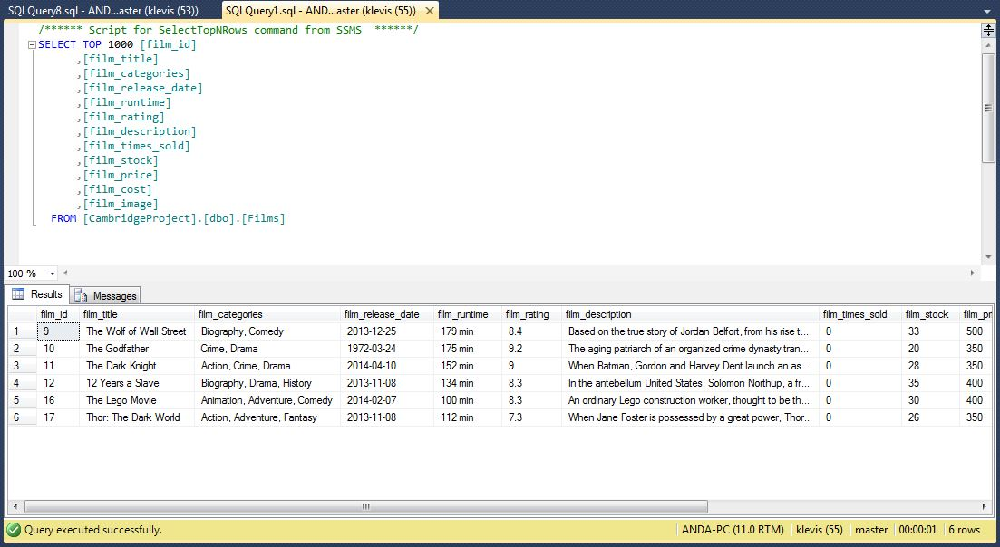 SQLQuery8.sql - AND...aster (klevis (53)) SQLQuery1.sql - AND...aster (klevis (55))
/****** Script for SelectTopNRows command from SSMS ******/
SELECT TOP 1000 [film_id]
,[film_title]
,[film_categories]
,[film_release_date]
,[film_runtime]
,[film_rating]
,[film_description]
,[film_times_sold]
,[film_stock]
,[film_price]
,[film_cost]
,[film_image]
FROM [CambridgeProject].[dbo].[Films]
100 %
Results Messages
film_id film_title film_categories film_release_date film_runtime film_rating film_description film_times_sold film_stock film_pr
1 9 The Wolf of Wall Street Biography, Comedy 2013-12-25 179 min 8.4 Based on the true story of Jordan Belfort, from his rise t... 0 33 500
2 10 The Godfather Crime, Drama 1972-03-24 175 min 9.2 The aging patriarch of an organized crime dynasty tran... 0 20 350
3 11 The Dark Knight Action, Crime, Drama 2014-04-10 152 min 9 When Batman, Gordon and Harvey Dent launch an as... 0 28 350
4 12 12 Years a Slave Biography, Drama, History 2013-11-08 134 min 8.3 In the antebellum United States, Solomon Northup, a fr... 0 35 400
5 16 The Lego Movie Animation, Adventure, Comedy 2014-02-07 100 min 8.3 An ordinary Lego construction worker, thought to be th... 0 30 400
6 17 Thor: The Dark World Action, Adventure, Fantasy 2013-11-08 112 min 7.3 When Jane Foster is possessed by a great power, Thor... 0 26 350
Query executed successfully. ANDA-PC (11.0 RTM) klevis (55) master 00:00:01 6 rows